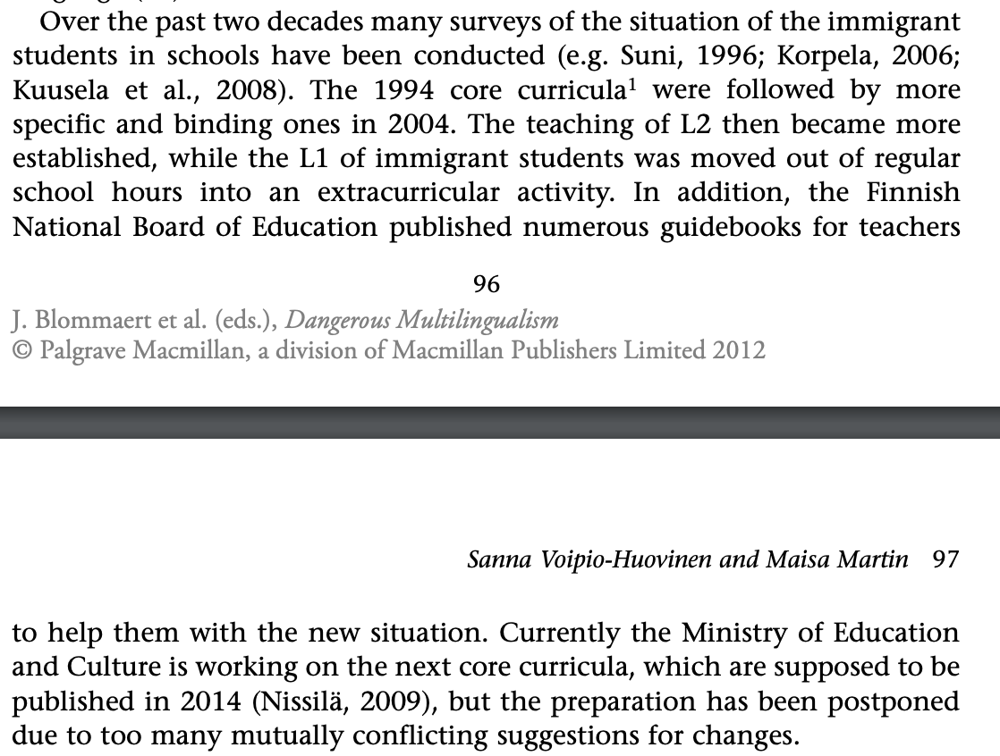 Over the past two decades many surveys of the situation of the immigrant
students in schools have been conducted (e.g. Suni, 1996; Korpela, 2006;
Kuusela et al., 2008). The 1994 core curricula¹ were followed by more
specific and binding ones in 2004. The teaching of L2 then became more
established, while the L1 of immigrant students was moved out of regular
school hours into an extracurricular activity. In addition, the Finnish
National Board of Education published numerous guidebooks for teachers
96
J. Blommaert et al. (eds.), Dangerous Multilingualism
© Palgrave Macmillan, a division of Macmillan Publishers Limited 2012
Sanna Voipio-Huovinen and Maisa Martin 97
to help them with the new situation. Currently the Ministry of Education
and Culture is working on the next core curricula, which are supposed to be
published in 2014 (Nissilä, 2009), but the preparation has been postponed
due to too many mutually conflicting suggestions for changes.